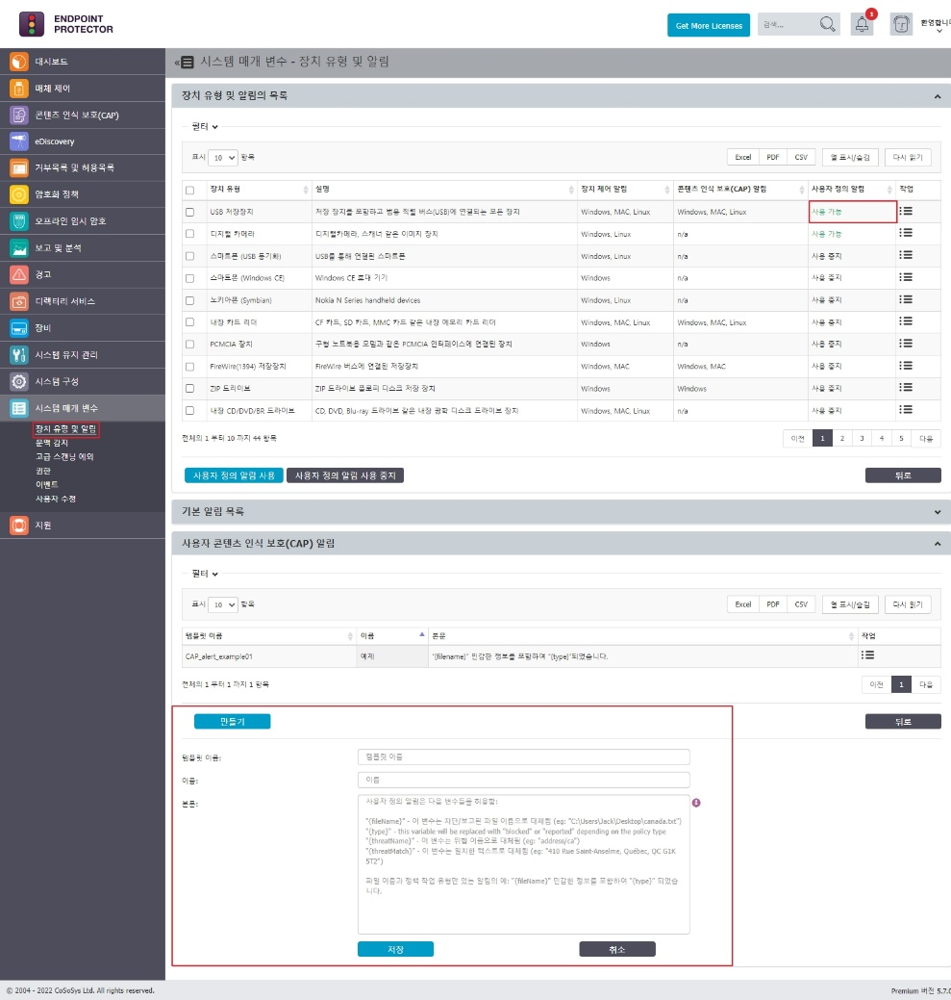 ENDPOINT
PROTECTOR
Get More Licenses
검색...
1
환영합니
대시보드
매체 제어
콘텐츠 인식 보호(CAP)
eDiscovery
거부목록 및 허용목록
암호화 정책
오프라인 임시 암호
보고 및 분석
경고
디렉터리 서비스
장비
시스템 유지 관리
시스템 구성
시스템 매개 변수
장치 유형 및 알림
문맥 감지
고급 스캔닝 예외
권한
이벤트
사용자 수정
지원
시스템 매개 변수 - 장치 유형 및 알림
장치 유형 및 알림의 목록
필터
표시 10 항목
Excel PDF CSV 열 표시/숨김 다시 읽기
장치 유형 설명 장치 제어 알림 콘텐츠 인식 보호(CAP) 알림 사용자 정의 알림 작업
USB 저장장치 저장 장치를 포함하고 범용 직렬 버스(USB)에 연결되는 모든 장치 Windows, MAC, Linux Windows, MAC, Linux 사용 가능
디지털 카메라 디지털카메라, 스캐너 같은 이미지 장치 Windows, Linux n/a 사용 가능
스마트폰 (USB 동기화) USB를 통해 연결된 스마트폰 Windows, Linux n/a 사용 중지
스마트폰 (Windows CE) Windows CE 휴대 기기 Windows n/a 사용 중지
노키아폰 (Symbian) Nokia N Series handheld devices Windows, Linux n/a 사용 중지
내장 카드 리더 CF 카드, SD 카드, MMC 카드 같은 내장 메모리 카드 리더 Windows, MAC, Linux Windows, MAC, Linux 사용 중지
PCMCIA 장치 구형 노트북용 모뎀과 같은 PCMCIA 인터페이스에 연결된 장치 Windows n/a 사용 중지
FireWire(1394) 저장장치 FireWire 버스에 연결된 저장장치 Windows, MAC Windows, MAC 사용 중지
ZIP 드라이브 ZIP 드라이브 플로피 디스크 저장 장치 Windows Windows 사용 중지
내장 CD/DVD/BR 드라이브 CD, DVD, Blu-ray 드라이브 같은 내장 광학 디스크 드라이브 장치 Windows, MAC, Linux n/a 사용 중지
전체의 1 부터 10 까지 44 항목
이전 1 2 3 4 5 다음
사용자 정의 알림 사용 사용자 정의 알림 사용 중지 뒤로
기본 알림 목록
사용자 콘텐츠 인식 보호(CAP) 알림
필터
표시 10 항목
Excel PDF CSV 열 표시/숨김 다시 읽기
템플릿 이름 이름 본문 작업
CAP_alert_example01 예제 "{filename}" 민감한 정보를 포함하여 "{type}"되었습니다.
전체의 1 부터 1 까지 1 항목
이전 1 다음
만들기 뒤로
템플릿 이름: 템플릿 이름
이름: 이름
본문: 사용자 정의 알림은 다음 변수들을 허용함:
"{fileName}" - 이 변수는 차단/보고된 파일 이름으로 대체됨 (eg: "C:\Users\Jack\Desktop\canada.txt")
"{type}" - this variable will be replaced with "blocked" or "reported" depending on the policy type
"{threatName}" - 이 변수는 위협 이름으로 대체됨 (eg: "address/ca")
"{threatMatch}" - 이 변수는 일치한 텍스트로 대체됨 (eg: "410 Rue Saint-Anselme, Québec, QC G1K
5T2")
파일 이름과 정책 작업 유형만 있는 알림의 예: "{fileName}" 민감한 정보를 포함하여 "{type}" 되었습
니다.
저장 취소
© 2004 - 2022 CoSoSys Ltd. All rights reserved.
Premium 버전 5.7.0